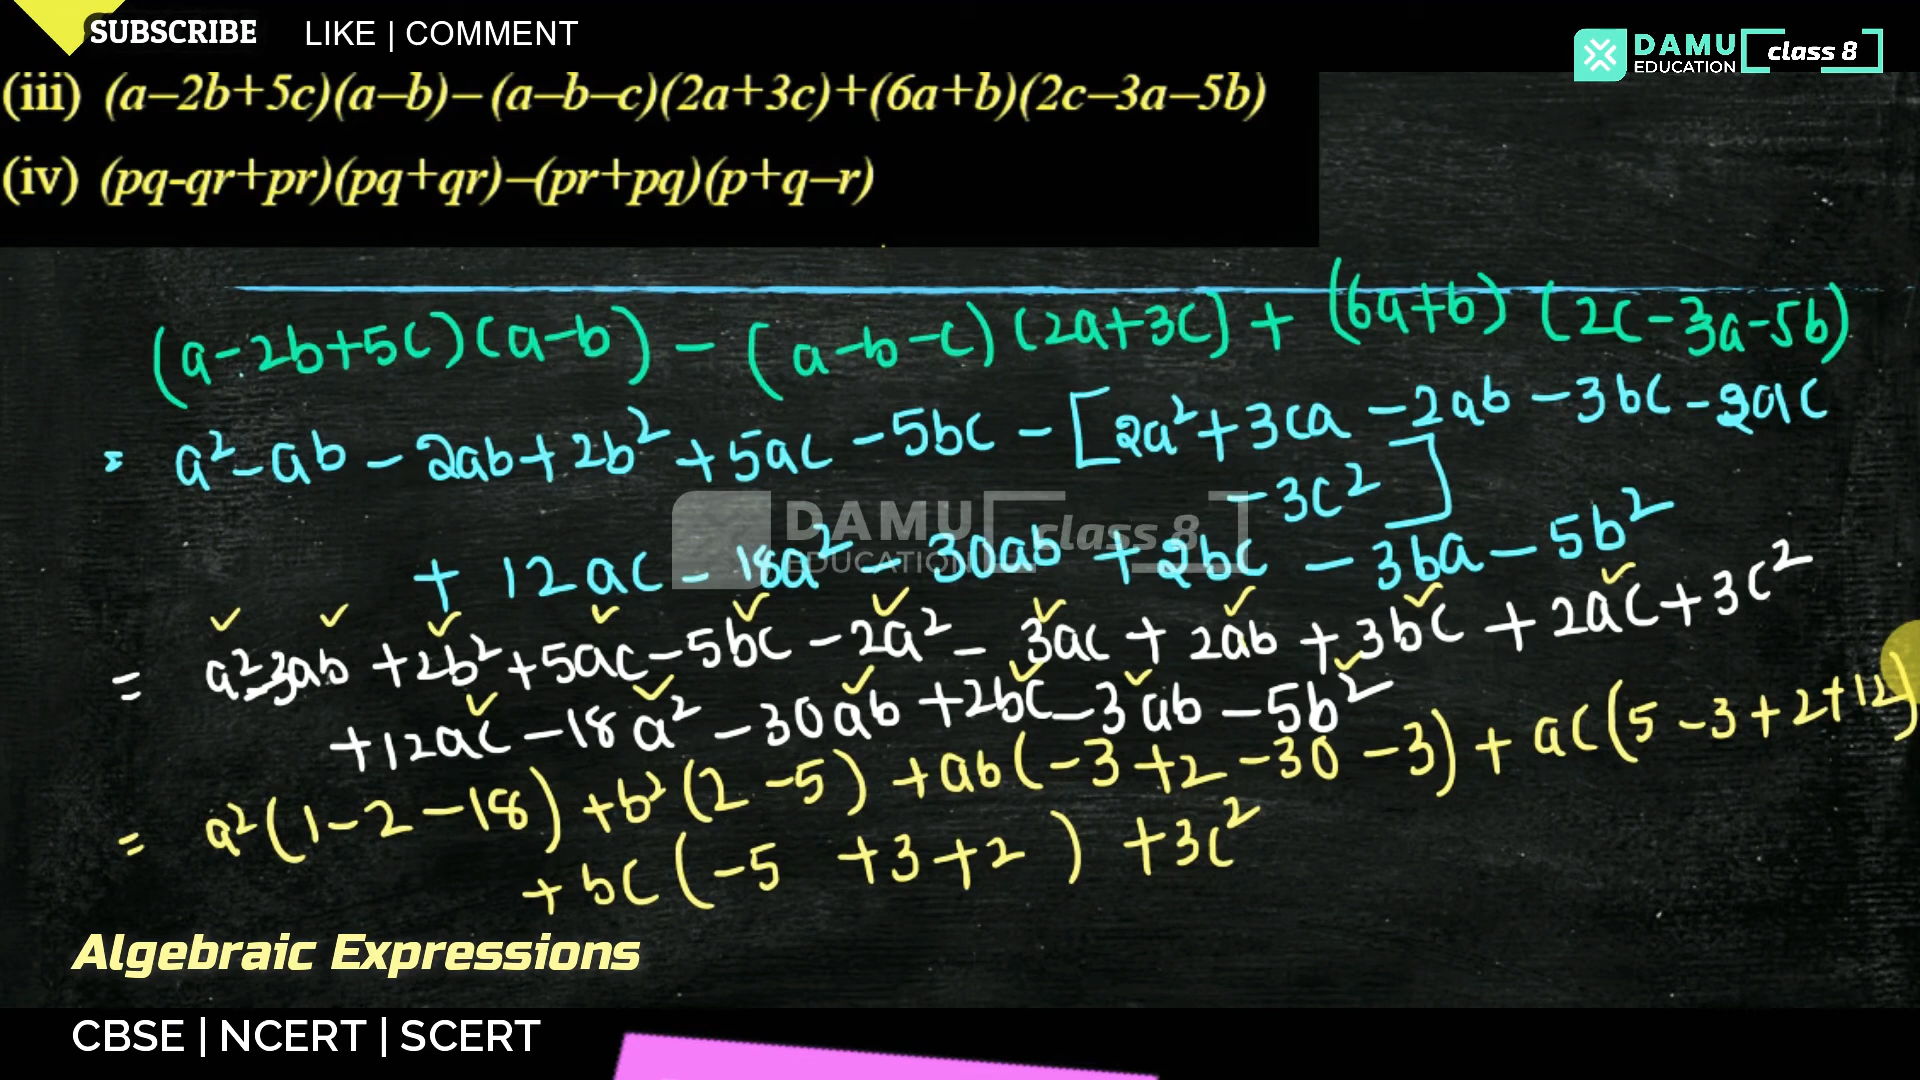 SUBSCRIBE LIKE | COMMENT
DAMU
EDUCATION
class 8
(iii) (a–2b+5c)(a–b)–(a–b–c)(2a+3c)+(6a+b)(2c–3a–5b)
(iv) (pq-qr+pr)(pq+qr)–(pr+pq)(p+q–r)
(a-2b+5c)(a-b) - (a-b-c)(2a+3c] + (6a+b) (2c-3a-5b)
= a²-ab - 2ab+2b²+5ac -5bc - [2a²+3ca -2ab -3bc -2ac
-3c²]
DAMU
EDUCATION
class 8
+ 12ac - 18a² - 30ab +2bc - 3ba - 5b²
= a²-3ab +2b²+5ac-5bc -2a² - 3ac + 2ab +3bc + 2ac+3c²
+12ac -18a² -30ab +2bc-3ab -5b²
= a²(1-2-18) +b²(2-5) +ab(-3+2-30-3) + ac(5-3+2+12)
+ bc(-5 +3+2) +3c²
Algebraic Expressions
CBSE | NCERT | SCERT